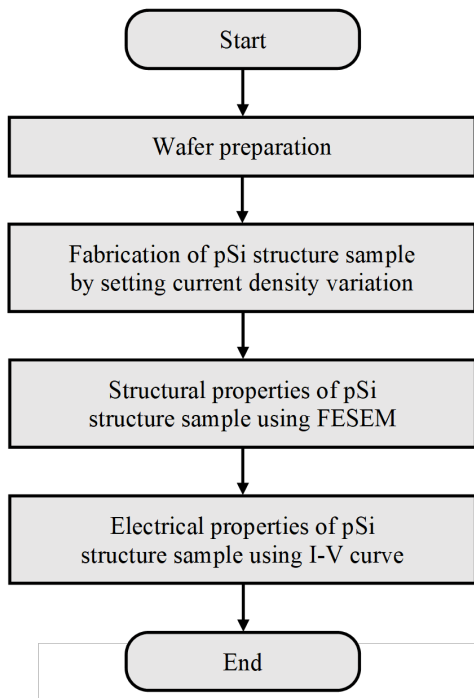 Start
Wafer preparation
Fabrication of pSi structure sample
by setting current density variation
Structural properties of pSi
structure sample using FESEM
Electrical properties of pSi
structure sample using I-V curve
End